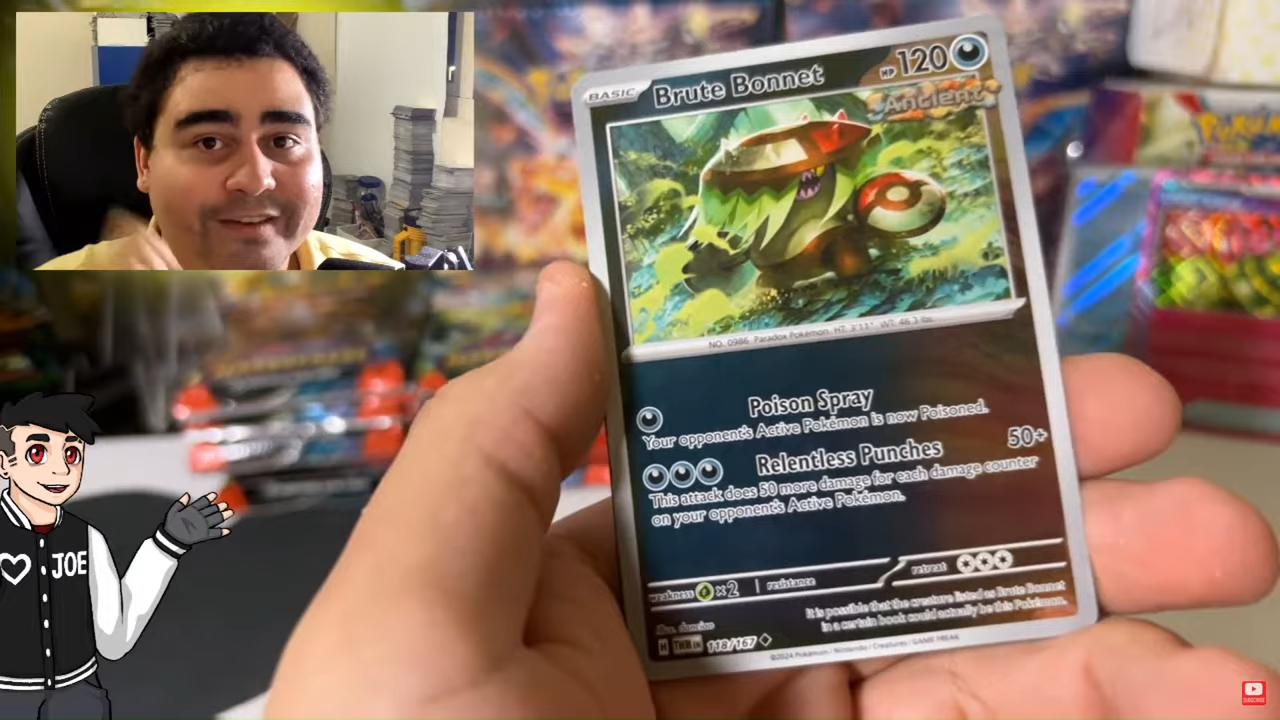 BASIC
Brute Bonnet
HP 120
Ancient
NO. 0986 Paradox Pokémon. HT: 3'11" WT: 46.3 lbs.
Poison Spray
Your opponent's Active Pokémon is now Poisoned.
Relentless Punches 50+
This attack does 50 more damage for each damage counter
on your opponent's Active Pokémon.
weakness ×2 resistance retreat
It is possible that the creature listed as Brute Bonnet
in a certain book could actually be this Pokémon.
Illus.
H TWM EN 118/167
©2024 Pokémon / Nintendo / Creatures / GAME FREAK
JOE
SUBSCRIBE